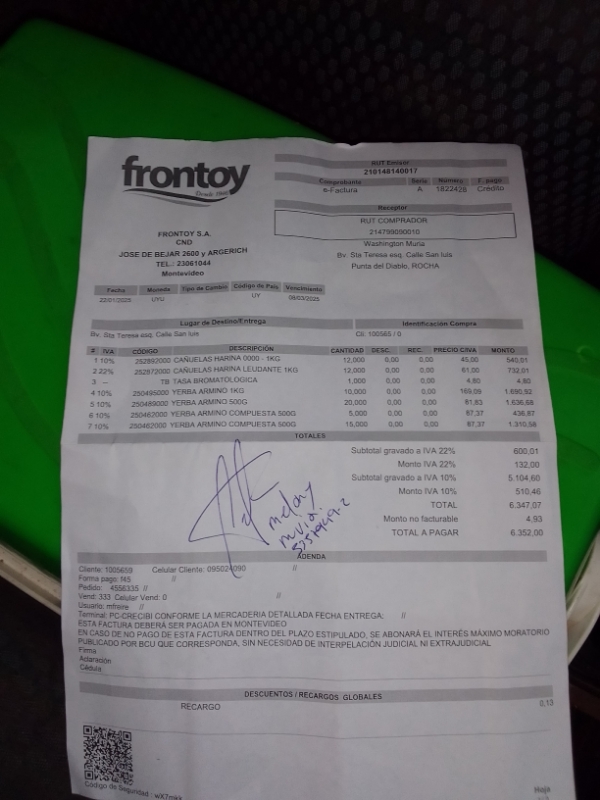 frontoy
Desde 1960
RUT Emisor
210148140017
Comprobante Serie Número F. pago
e-Factura A 1822428 Crédito
Receptor
RUT COMPRADOR
214799090010
FRONTOY S.A.
CND
JOSE DE BEJAR 2600 y ARGERICH
TEL.: 23061044
Montevideo
Washington Muria
Bv. Sta Teresa esq. Calle San luis
Punta del Diablo, ROCHA
Fecha Moneda Tipo de Cambio Código de País Vencimiento
22/01/2025 UYU UY 08/03/2025
Lugar de Destino/Entrega Identificación Compra
Bv. Sta Teresa esq. Calle San luis CII: 100565 / 0
# IVA CÓDIGO DESCRIPCIÓN CANTIDAD DESC. REC. PRECIO C/IVA MONTO
1 10% 252892000 CAÑUELAS HARINA 0000 - 1KG 12,000 0,00 0,00 45,00 540,01
2 22% 252872000 CAÑUELAS HARINA LEUDANTE 1KG 12,000 0,00 0,00 61,00 732,01
3 -- TB TASA BROMATOLOGICA 1,000 0,00 0,00 4,80 4,80
4 10% 250495000 YERBA ARMINO 1KG 10,000 0,00 0,00 169,09 1.690,92
5 10% 250489000 YERBA ARMINO 500G 20,000 0,00 0,00 81,83 1.636,68
6 10% 250462000 YERBA ARMINO COMPUESTA 500G 5,000 0,00 0,00 87,37 436,87
7 10% 250462000 YERBA ARMINO COMPUESTA 500G 15,000 0,00 0,00 87,37 1.310,58
TOTALES
Subtotal gravado a IVA 22% 600,01
Monto IVA 22% 132,00
Subtotal gravado a IVA 10% 5.104,60
Monto IVA 10% 510,46
TOTAL 6.347,07
Monto no facturable 4,93
TOTAL A PAGAR 6.352,00
melany
ADENDA
Cliente: 1005659 Celular Cliente: 095024090 //
Forma pago: N45 //
Pedido: 4556335 //
Vend: 333 Celular Vend: 0 //
Usuario: mfreire //
Terminal: PC-CRECIBI CONFORME LA MERCADERIA DETALLADA FECHA ENTREGA: //
ESTA FACTURA DEBERÁ SER PAGADA EN MONTEVIDEO
EN CASO DE NO PAGO DE ESTA FACTURA DENTRO DEL PLAZO ESTIPULADO, SE ABONARÁ EL INTERÉS MÁXIMO MORATORIO
PUBLICADO POR BCU QUE CORRESPONDA, SIN NECESIDAD DE INTERPELACIÓN JUDICIAL NI EXTRAJUDICIAL
Firma
Aclaración
Cédula
DESCUENTOS / RECARGOS GLOBALES
RECARGO 0,13
Código de Seguridad :
Hoja